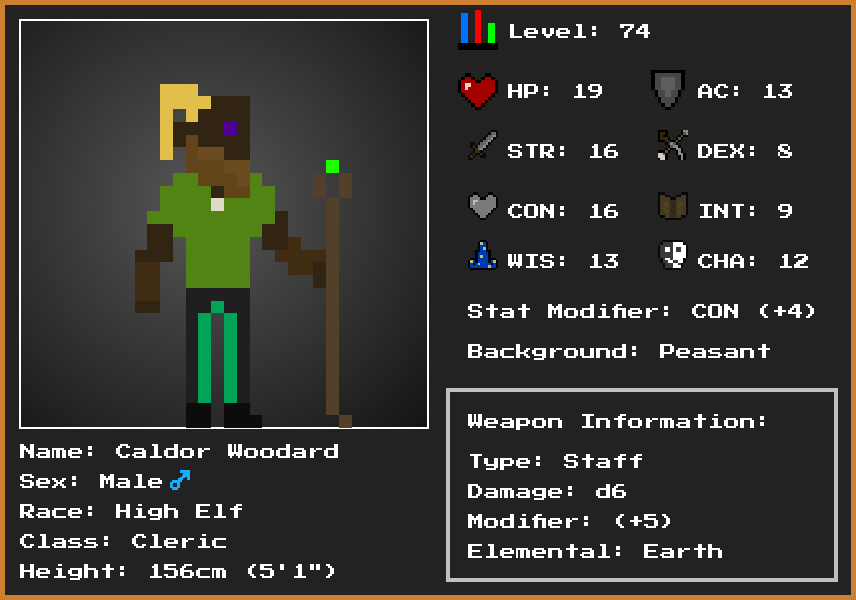 Level: 74
HP: 19 AC: 13
STR: 16 DEX: 8
CON: 16 INT: 9
WIS: 13 CHA: 12
Stat Modifier: CON (+4)
Background: Peasant
Weapon Information:
Type: Staff
Damage: d6
Modifier: (+5)
Elemental: Earth
Name: Caldor Woodard
Sex: Male ♂
Race: High Elf
Class: Cleric
Height: 156cm (5'1")